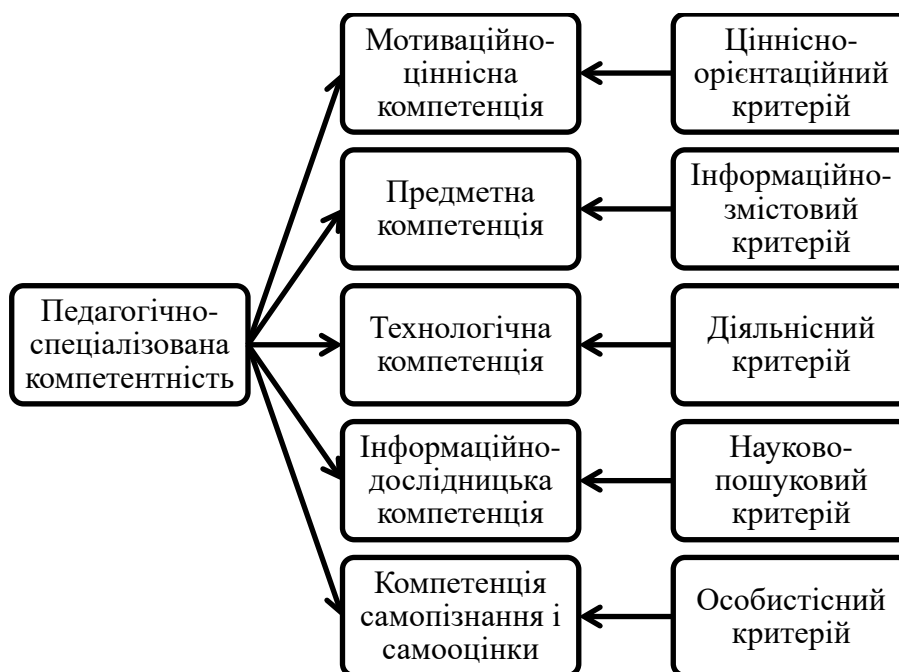 Мотиваційно-
ціннісна
компетенція
Ціннісно-
орієнтаційний
критерій
Предметна
компетенція
Інформаційно-
змістовий
критерій
Педагогічно-
спеціалізована
компетентність
Технологічна
компетенція
Діяльнісний
критерій
Інформаційно-
дослідницька
компетенція
Науково-
пошуковий
критерій
Компетенція
самопізнання і
самооцінки
Особистісний
критерій